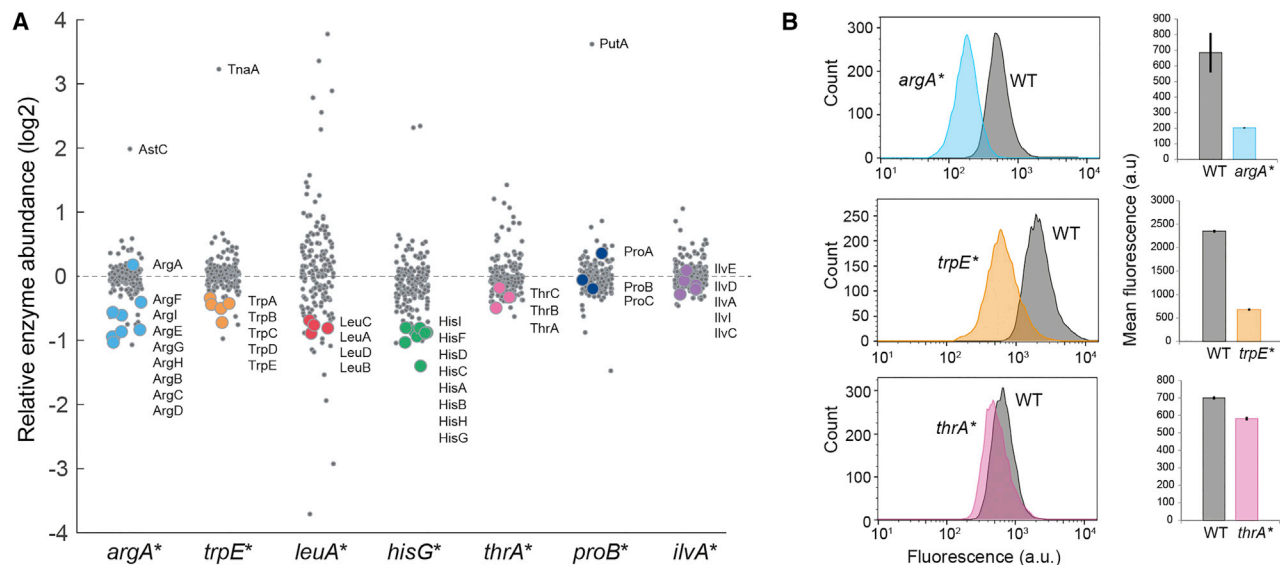 A
Relative enzyme abundance (log2)
4
3
2
1
0
-1
-2
-3
-4
AstC
ArgA
ArgF
ArgI
ArgE
ArgG
ArgH
ArgB
ArgC
ArgD
TnaA
TrpA
TrpB
TrpC
TrpD
TrpE
LeuC
LeuA
LeuD
LeuB
HisI
HisF
HisD
HisC
HisA
HisB
HisH
HisG
ThrC
ThrB
ThrA
PutA
ProA
ProB
ProC
IlvE
IlvD
IlvA
IlvI
IlvC
argA* trpE* leuA* hisG* thrA* proB* ilvA*
B
Count
300
200
100
0
argA*
WT
10¹ 10² 10³ 10⁴
Count
250
200
150
100
50
0
trpE*
WT
10¹ 10² 10³ 10⁴
Count
300
200
100
0
thrA*
WT
10¹ 10² 10³ 10⁴
Fluorescence (a.u.)
Mean fluorescence (a.u)
900
800
700
600
500
400
300
200
100
0
WT argA*
3000
2500
2000
1500
1000
500
0
WT trpE*
700
600
500
400
300
200
100
0
WT thrA*